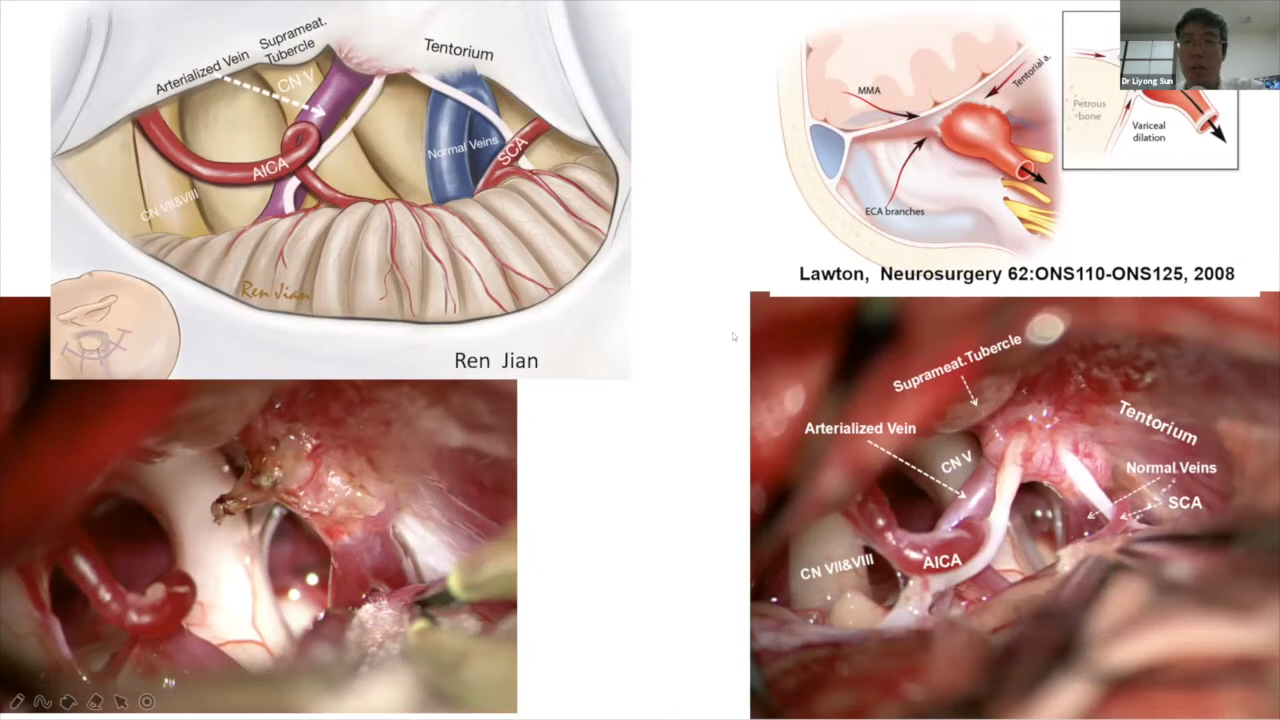 Arterialized Vein
Suprameat.
Tubercle
CN V
Tentorium
AICA
Normal Veins
SCA
CN VII&VIII
Ren Jian
Ren Jian
MMA
Tentorial a.
ECA branches
Petrous
bone
Variceal
dilation
Dr Liyong Sun
Lawton, Neurosurgery 62:ONS110-ONS125, 2008
Suprameat.Tubercle
Arterialized Vein
Tentorium
CN V
Normal Veins
SCA
CN VII&VIII
AICA